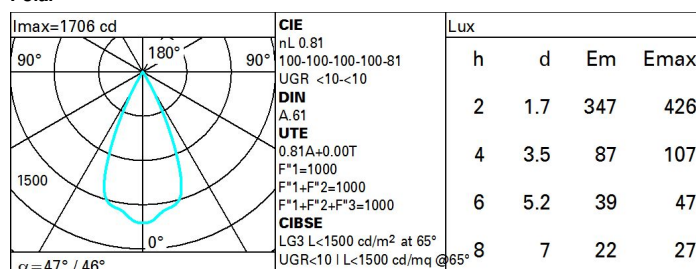 Imax=1706 cd
90°
180°
90°
1500
0°
α=47° / 46°
CIE
nL 0.81
100-100-100-100-81
UGR <10-<10
DIN
A.61
UTE
0.81A+0.00T
F"1=1000
F"1+F"2=1000
F"1+F"2+F"3=1000
CIBSE
LG3 L<1500 cd/m² at 65°
UGR<10 | L<1500 cd/mq @65°
Lux
h d Em Emax
2 1.7 347 426
4 3.5 87 107
6 5.2 39 47
8 7 22 27